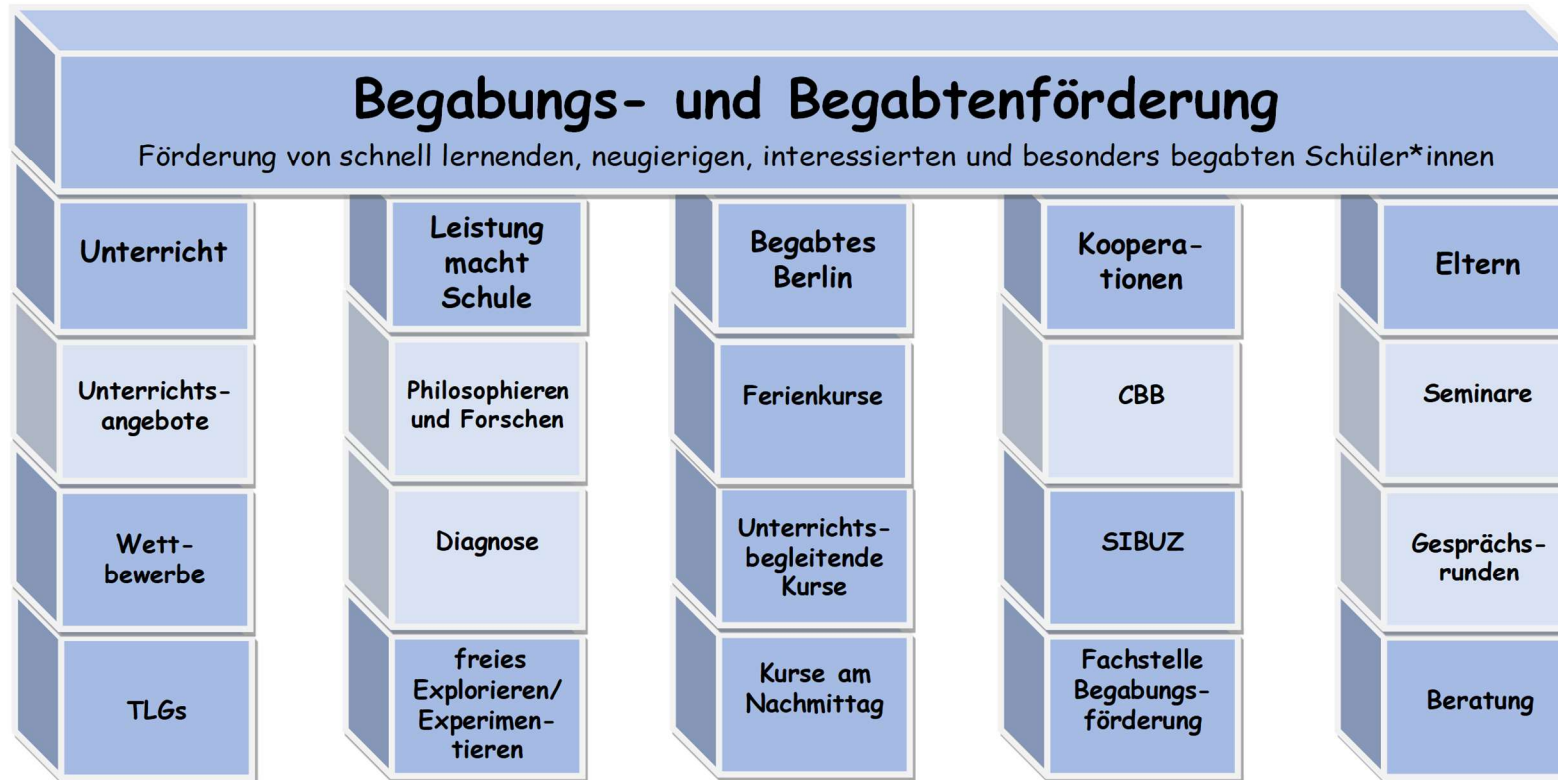 Begabungs- und Begabtenförderung
Förderung von schnell lernenden, neugierigen, interessierten und besonders begabten Schüler*innen
Unterricht
Unterrichts-
angebote
Wett-
bewerbe
TLGs
Leistung
macht
Schule
Philosophieren
und Forschen
Diagnose
freies
Explorieren/
Experimen-
tieren
Begabtes
Berlin
Ferienkurse
Unterrichts-
begleitende
Kurse
Kurse am
Nachmittag
Koopera-
tionen
CBB
SIBUZ
Fachstelle
Begabungs-
förderung
Eltern
Seminare
Gesprächs-
runden
Beratung